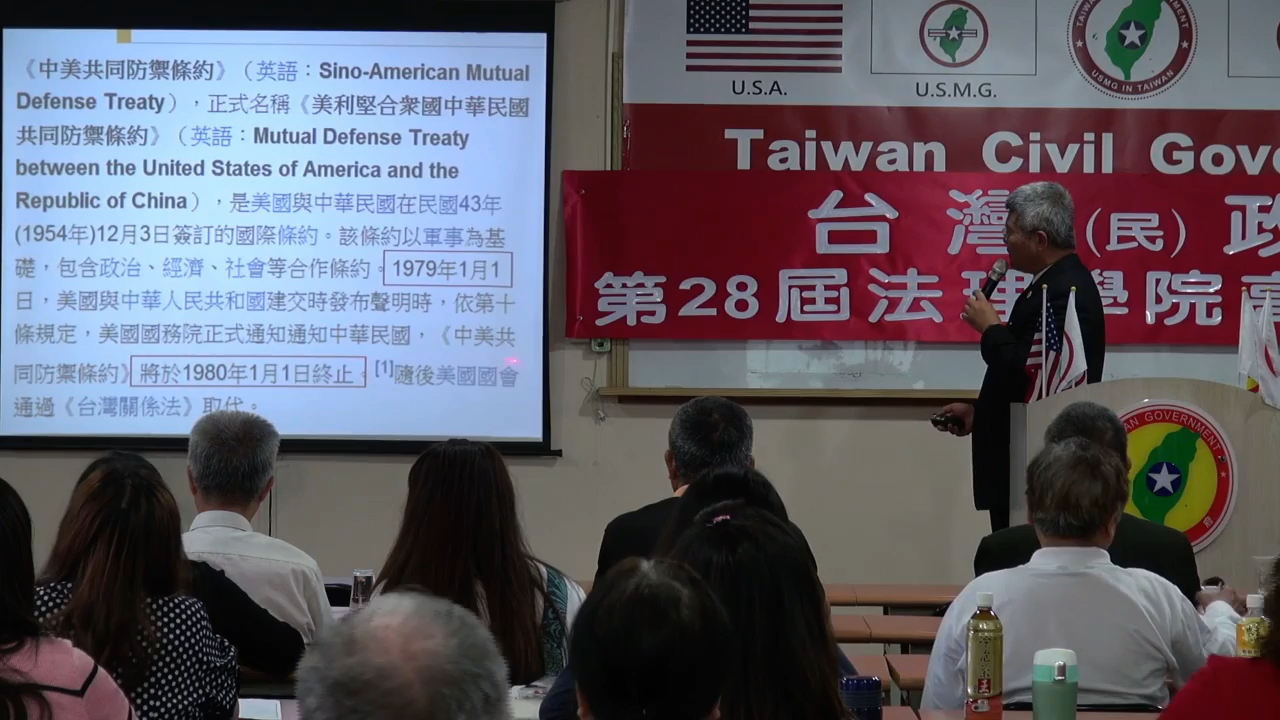 《中美共同防禦條約》（英語：Sino-American Mutual
Defense Treaty），正式名稱《美利堅合衆國中華民國
共同防禦條約》（英語：Mutual Defense Treaty
between the United States of America and the
Republic of China），是美國與中華民國在民國43年
(1954年)12月3日簽訂的國際條約。該條約以軍事為基
礎，包含政治、經濟、社會等合作條約。1979年1月1
日，美國與中華人民共和國建交時發布聲明時，依第十
條規定，美國國務院正式通知通知中華民國，《中美共
同防禦條約》將於1980年1月1日終止。[1]隨後美國國會
通過《台灣關係法》取代。
U.S.A.
U.S.M.G.
USMG IN TAIWAN
Taiwan Civil Gove
台灣(民)政
第28屆法理學院高
GOVERNMENT
府